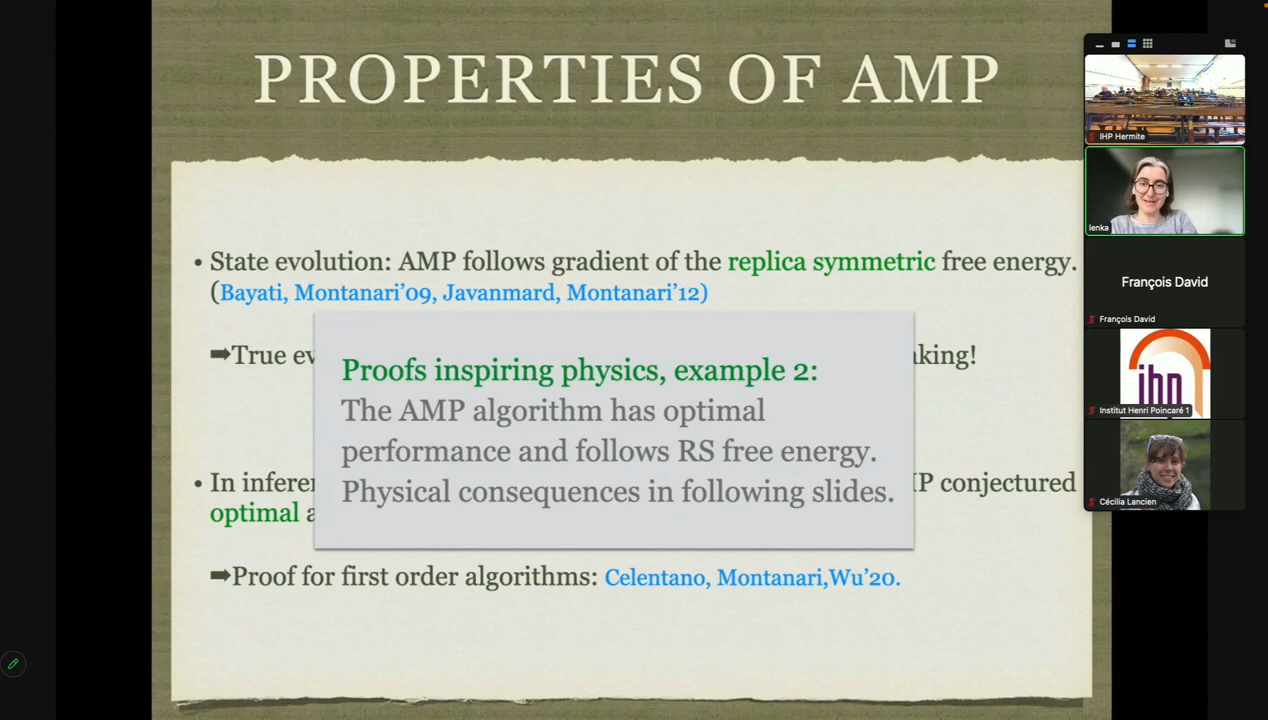 PROPERTIES OF AMP
• State evolution: AMP follows gradient of the replica symmetric free energy.
(Bayati, Montanari’09, Javanmard, Montanari’12)
➡True
Proofs inspiring physics, example 2:
The AMP algorithm has optimal
performance and follows RS free energy.
Physical consequences in following slides.
• In
conjectured
optimal
➡Proof for first order algorithms: Celentano, Montanari,Wu’20.
IHP Hermite
lenka
François David
François David
ihp
Institut Henri Poincaré 1
Cécilia Lancien